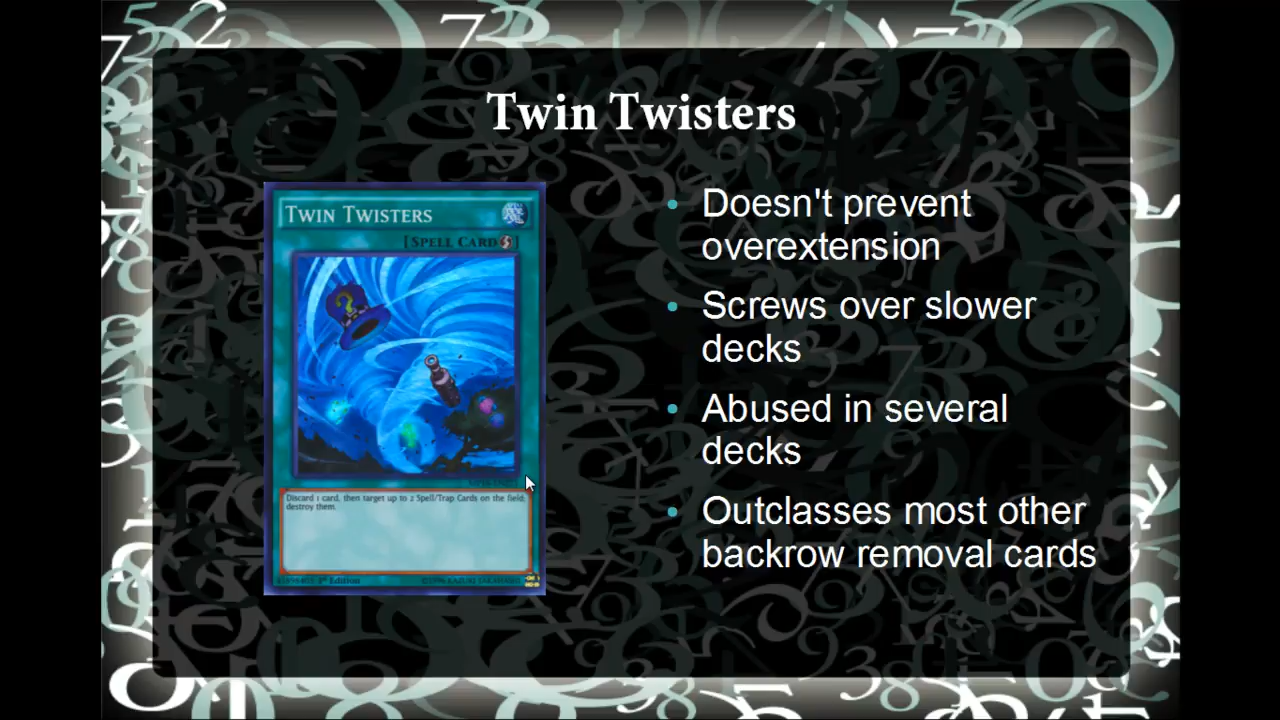 Twin Twisters
TWIN TWISTERS
[SPELL CARD]
Discard 1 card, then target up to 2 Spell/Trap Cards on the field;
destroy them.
1st Edition
Doesn't prevent
overextension
Screws over slower
decks
Abused in several
decks
Outclasses most other
backrow removal cards